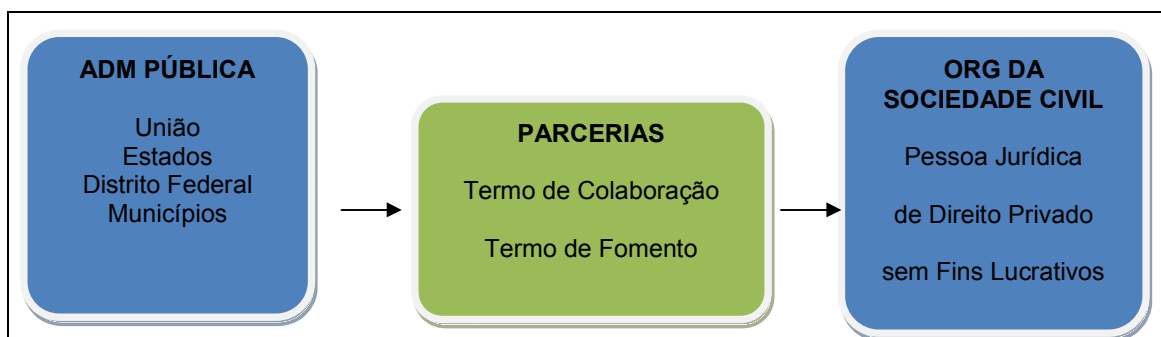 ADM PÚBLICA
União
Estados
Distrito Federal
Municípios
PARCERIAS
Termo de Colaboração
Termo de Fomento
ORG DA
SOCIEDADE CIVIL
Pessoa Jurídica
de Direito Privado
sem Fins Lucrativos